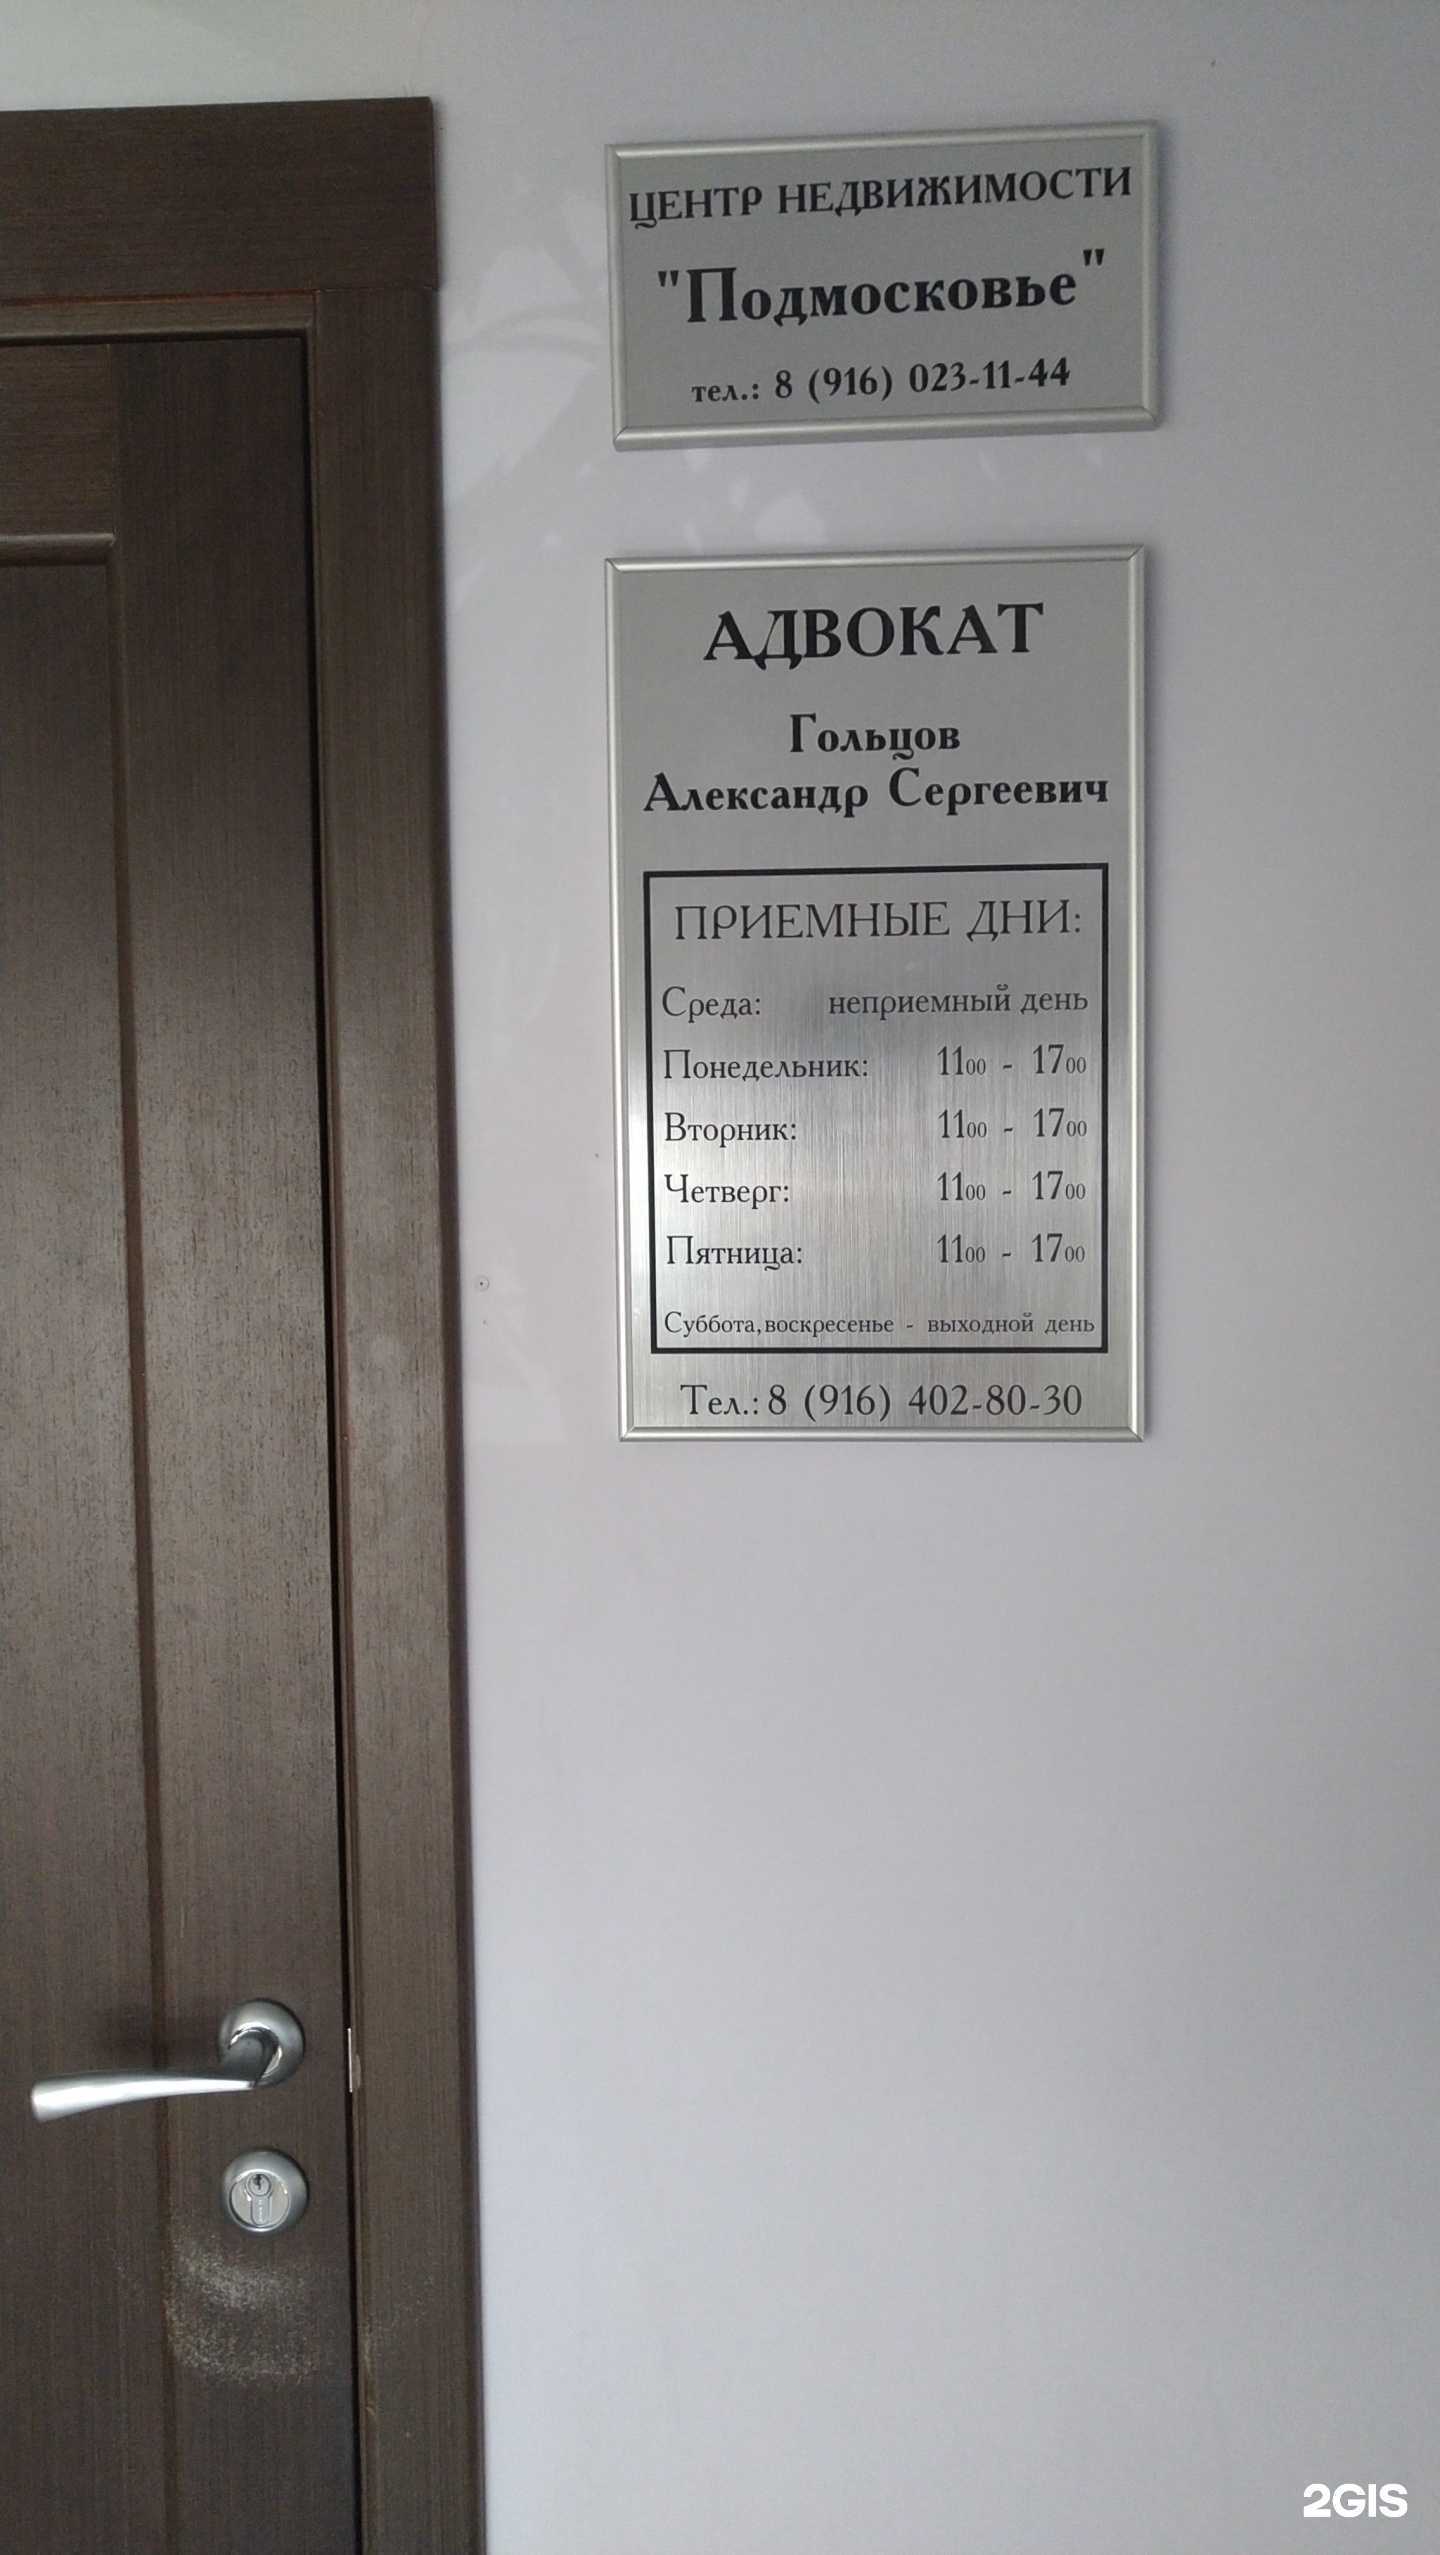 ЦЕНТР НЕДВИЖИМОСТИ
"Подмосковье"
тел.: 8 (916) 023-11-44
АДВОКАТ
Гольцов
Александр Сергеевич
ПРИЕМНЫЕ ДНИ:
Среда: неприемный день
Понедельник: 1100 - 1700
Вторник: 1100 - 1700
Четверг: 1100 - 1700
Пятница: 1100 - 1700
Суббота, воскресенье - выходной день
Тел.: 8 (916) 402-80-30
2GIS